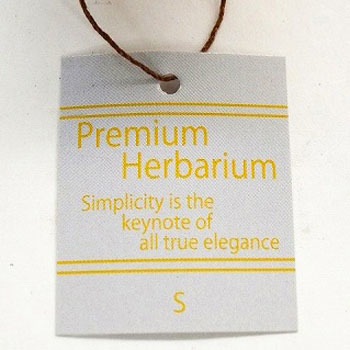 Premium
Herbarium
Simplicity is the
keynote of
all true elegance
S